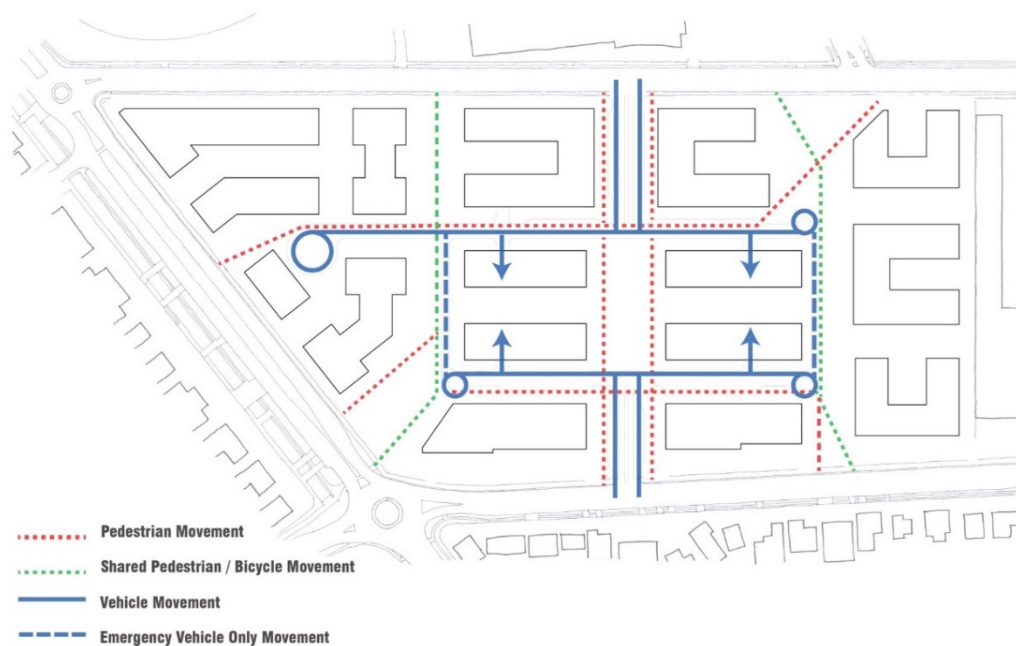 Pedestrian Movement
Shared Pedestrian / Bicycle Movement
Vehicle Movement
Emergency Vehicle Only Movement